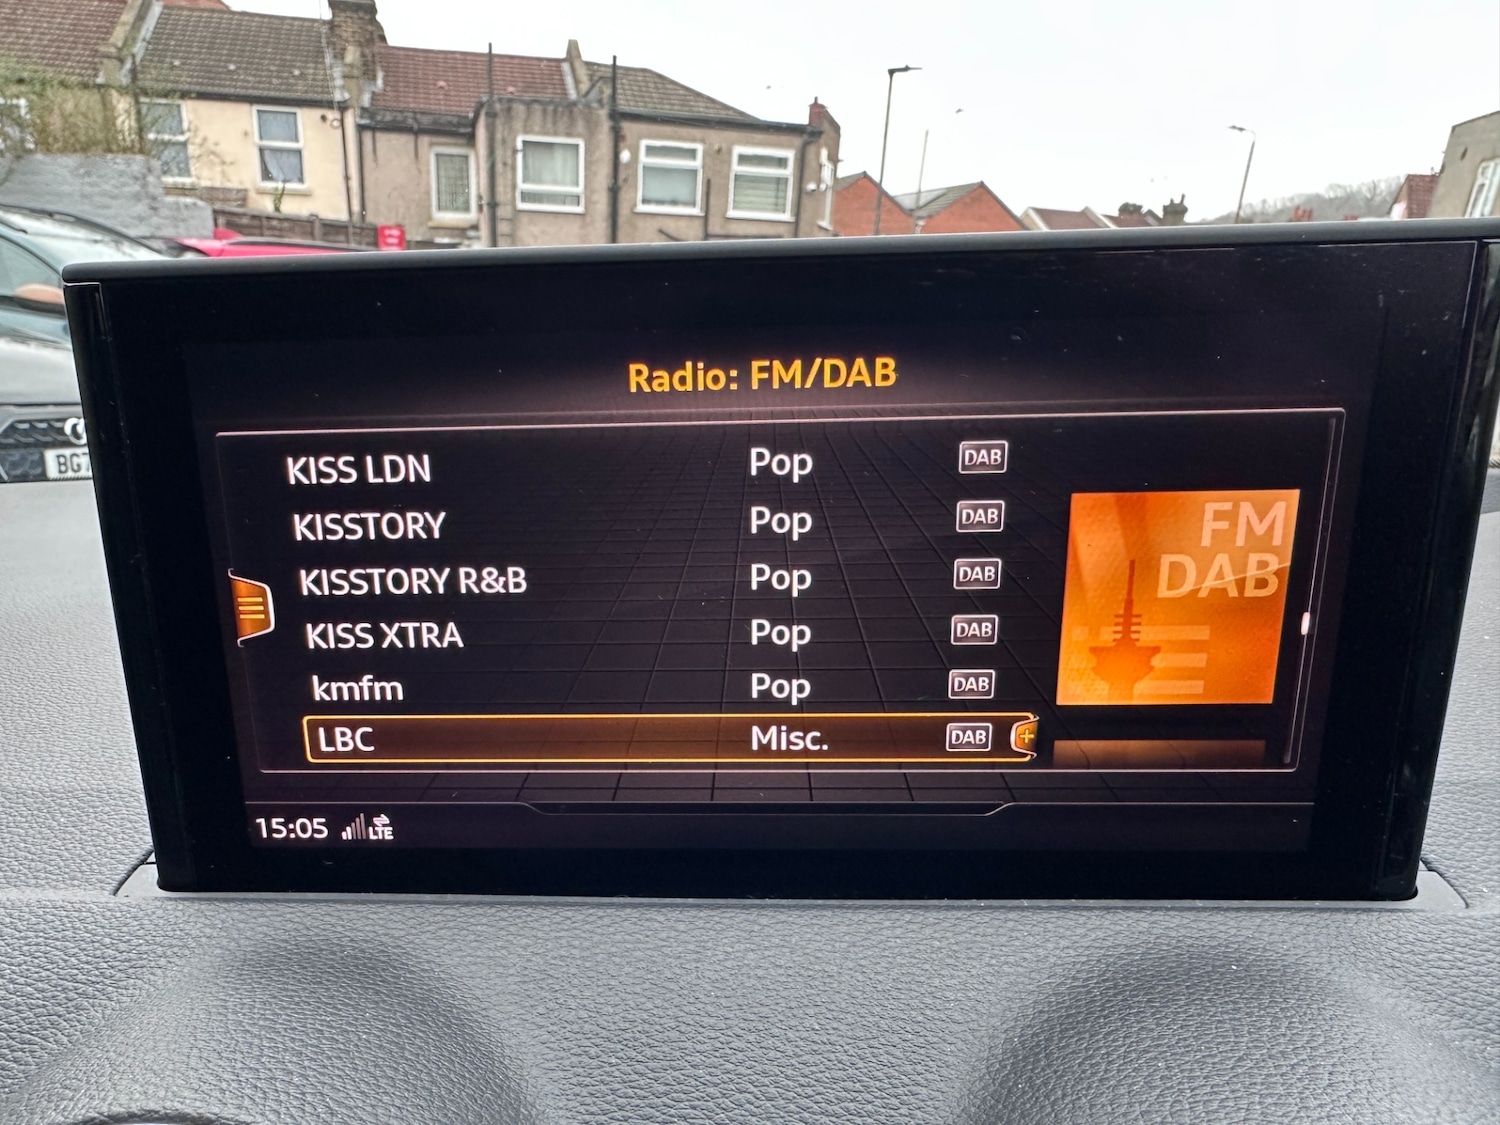 Radio: FM/DAB
KISS LDN Pop DAB
KISSTORY Pop DAB
KISSTORY R&B Pop DAB
KISS XTRA Pop DAB
kmfm Pop DAB
LBC Misc. DAB +
FM
DAB
15:05 LTE
BG7